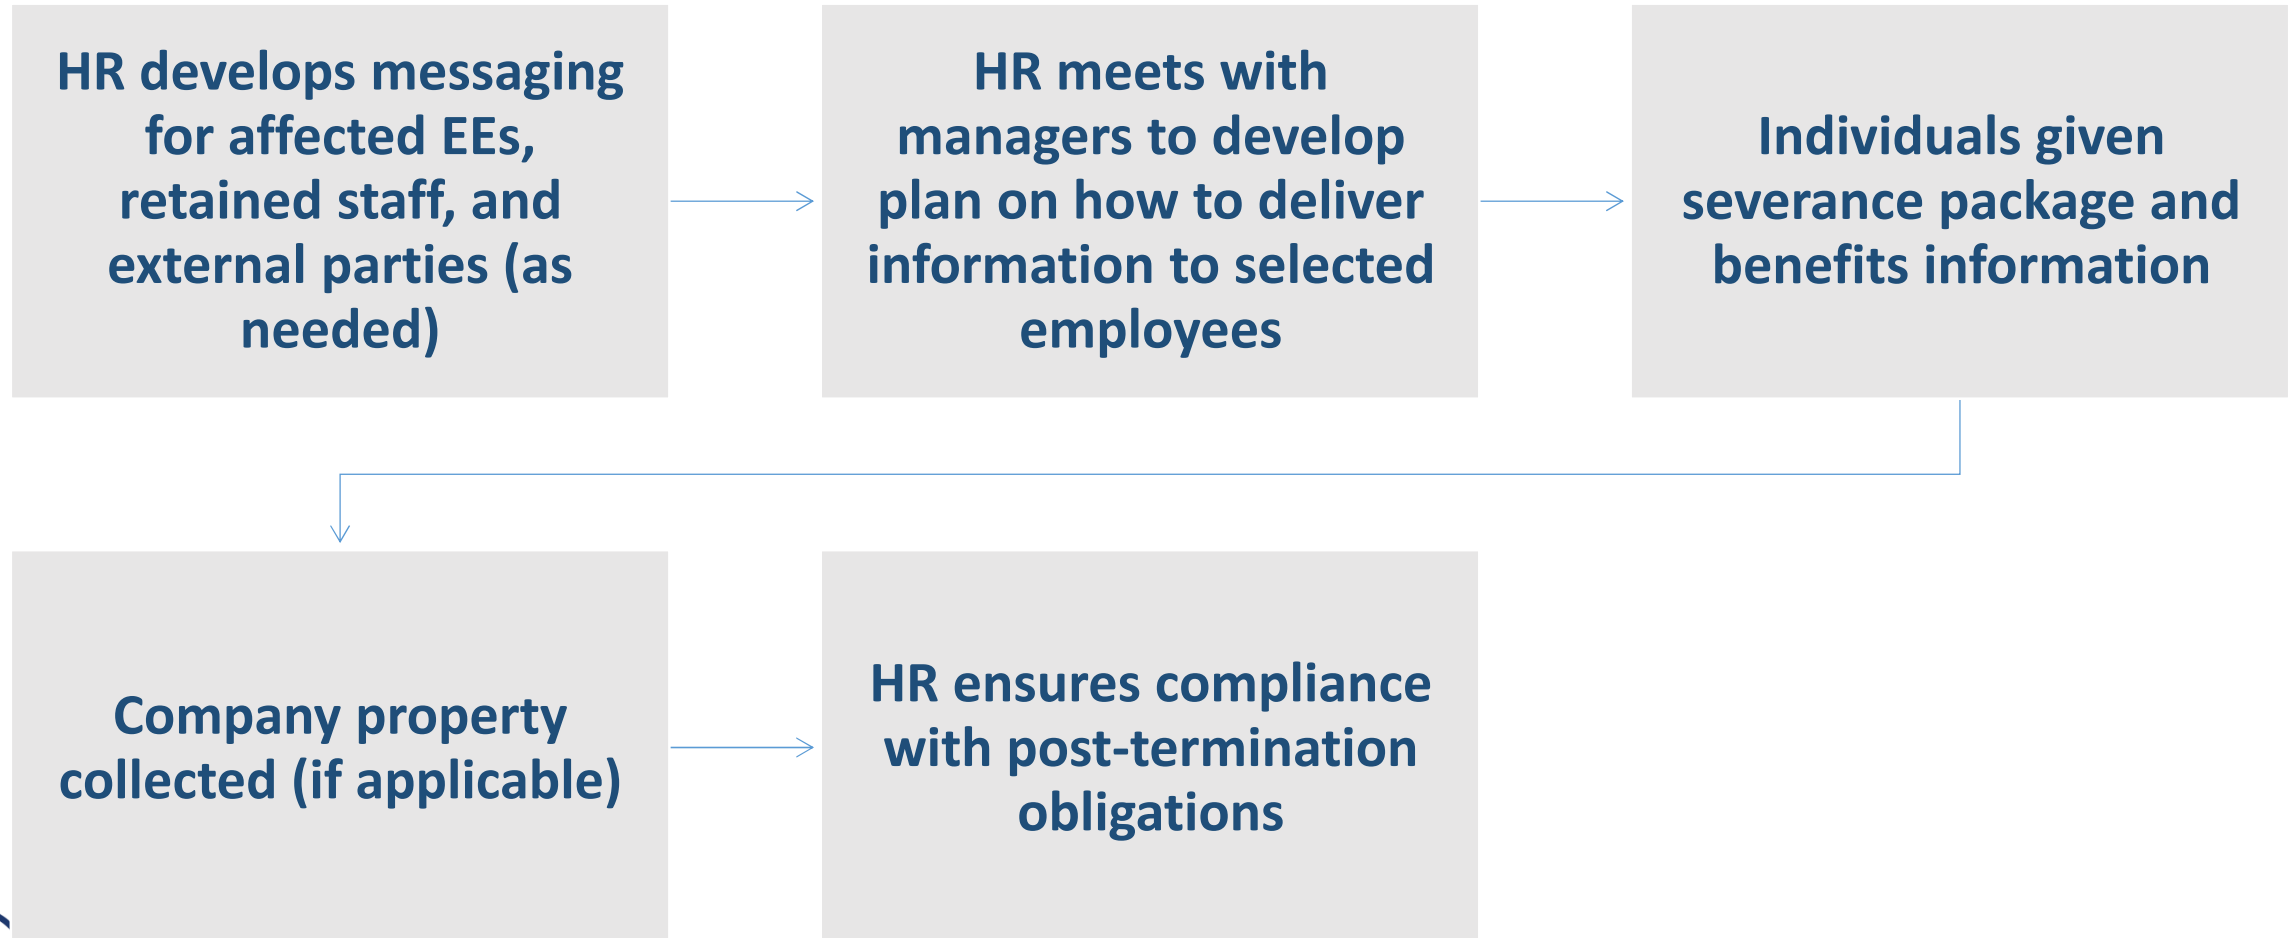 HR develops messaging
for affected EEs,
retained staff, and
external parties (as
needed)
HR meets with
managers to develop
plan on how to deliver
information to selected
employees
Individuals given
severance package and
benefits information
Company property
collected (if applicable)
HR ensures compliance
with post-termination
obligations